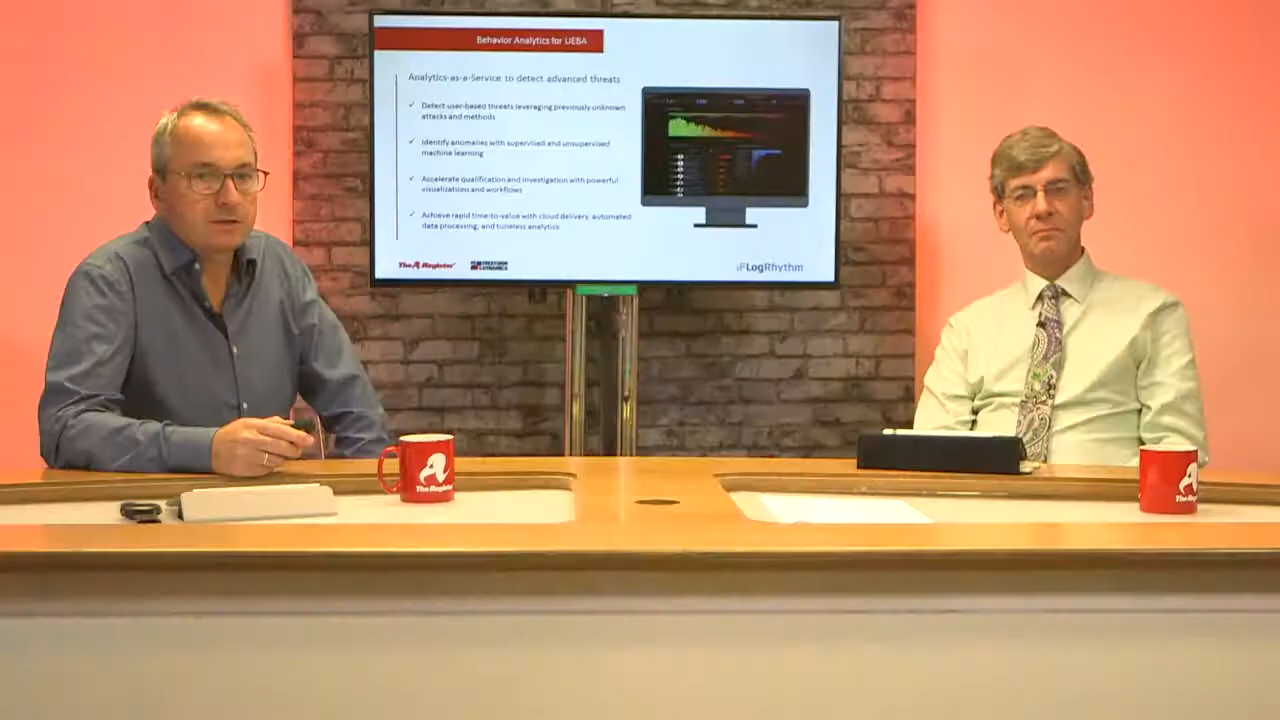 Behavior Analytics for UEBA
Analytics-as-a-Service to detect advanced threats
✓ Detect user-based threats leveraging previously unknown
attacks and methods
✓ Identify anomalies with supervised and unsupervised
machine learning
✓ Accelerate qualification and investigation with powerful
visualizations and workflows
✓ Achieve rapid time-to-value with cloud delivery, automated
data processing, and tuneless analytics
The Register
FREEFORM
DYNAMICS
LogRhythm
The Register
The Register